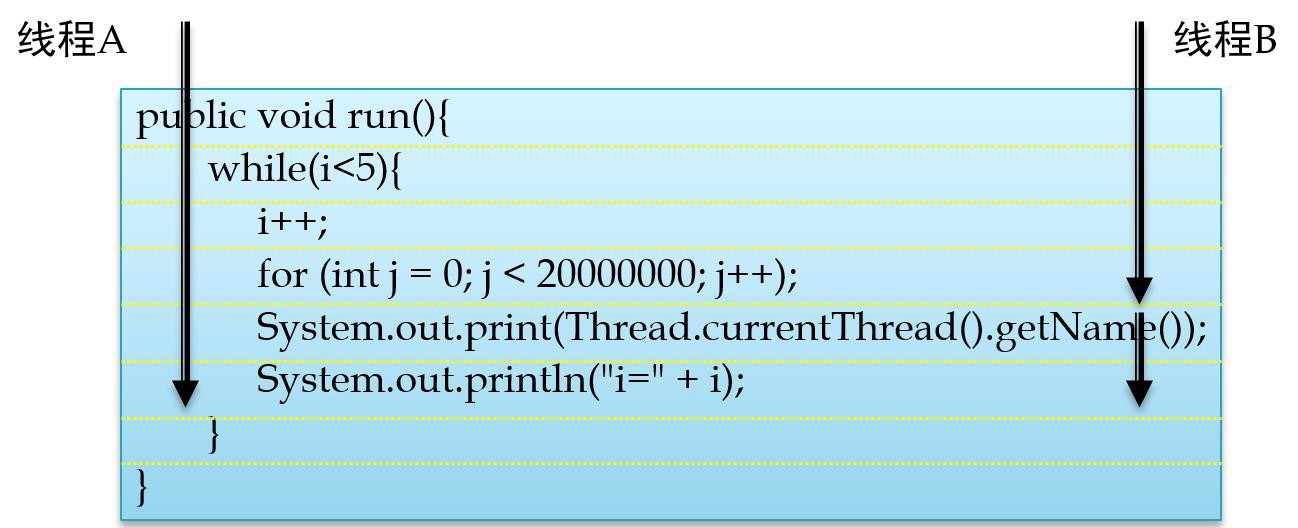 线程A
线程B
public void run(){
while(i<5){
i++;
for (int j = 0; j < 20000000; j++);
System.out.print(Thread.currentThread().getName());
System.out.println("i=" + i);
}
}